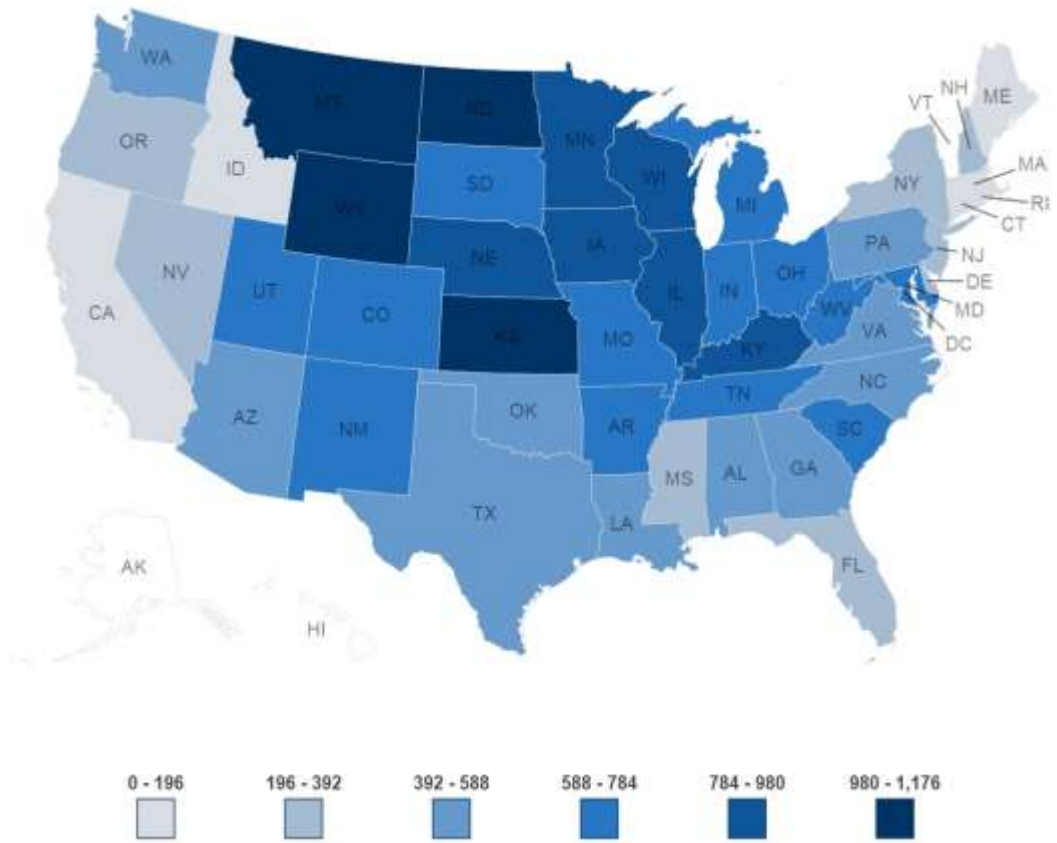 WA
MT
ND
MN
NH
VT
ME
OR
ID
SD
WI
MI
NY
MA
RI
CT
WY
NE
IA
PA
NJ
NV
UT
CO
IL
IN
OH
DE
MD
CA
KS
MO
WV
VA
DC
KY
AZ
NM
OK
AR
TN
NC
SC
TX
LA
MS
AL
GA
FL
AK
HI
0 - 196 196 - 392 392 - 588 588 - 784 784 - 980 980 - 1,176